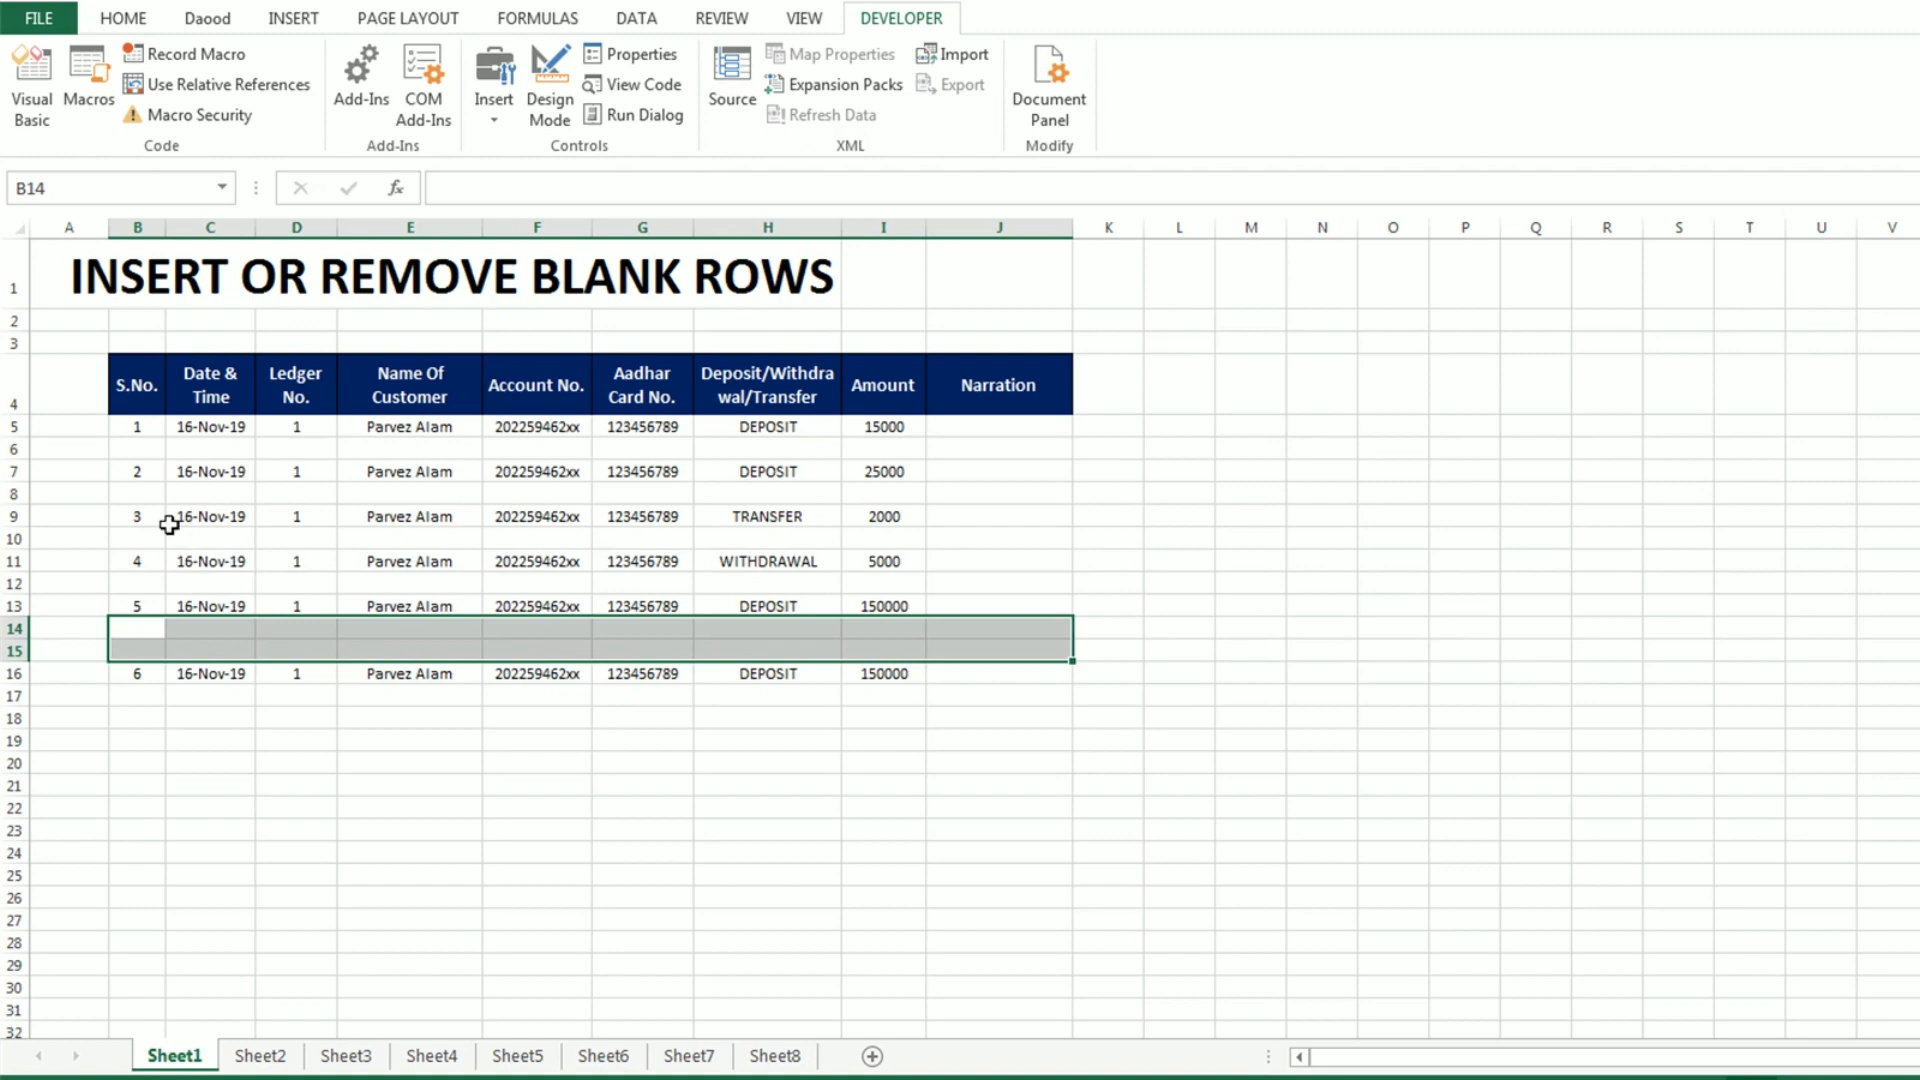 FILE HOME Daood INSERT PAGE LAYOUT FORMULAS DATA REVIEW VIEW DEVELOPER
Visual Basic
Macros
Record Macro
Use Relative References
Macro Security
Code
Add-Ins
COM Add-Ins
Add-Ins
Insert
Design Mode
Properties
View Code
Run Dialog
Controls
Source
Map Properties
Expansion Packs
Refresh Data
Import
Export
XML
Document Panel
Modify
B14
fx
A B C D E F G H I J K L M N O P Q R S T U V
1 INSERT OR REMOVE BLANK ROWS
2
3
4 S.No. Date & Time Ledger No. Name Of Customer Account No. Aadhar Card No. Deposit/Withdrawal/Transfer Amount Narration
5 1 16-Nov-19 1 Parvez Alam 202259462xx 123456789 DEPOSIT 15000
6
7 2 16-Nov-19 1 Parvez Alam 202259462xx 123456789 DEPOSIT 25000
8
9 3 16-Nov-19 1 Parvez Alam 202259462xx 123456789 TRANSFER 2000
10
11 4 16-Nov-19 1 Parvez Alam 202259462xx 123456789 WITHDRAWAL 5000
12
13 5 16-Nov-19 1 Parvez Alam 202259462xx 123456789 DEPOSIT 150000
14
15
16 6 16-Nov-19 1 Parvez Alam 202259462xx 123456789 DEPOSIT 150000
17
18
19
20
21
22
23
24
25
26
27
28
29
30
31
32
Sheet1 Sheet2 Sheet3 Sheet4 Sheet5 Sheet6 Sheet7 Sheet8